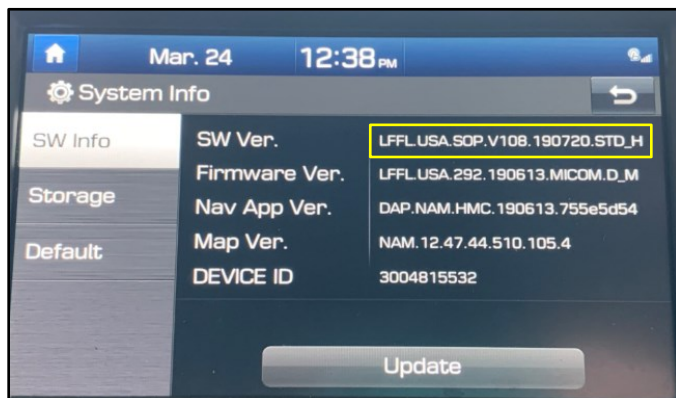 Mar. 24 12:38 PM
System Info
SW Info
Storage
Default
SW Ver. LFFL.USA.SOP.V108.190720.STD_H
Firmware Ver. LFFL.USA.292.190613.MICOM.D_M
Nav App Ver. DAP.NAM.HMC.190613.755e5d54
Map Ver. NAM.12.47.44.510.105.4
DEVICE ID 3004815532
Update